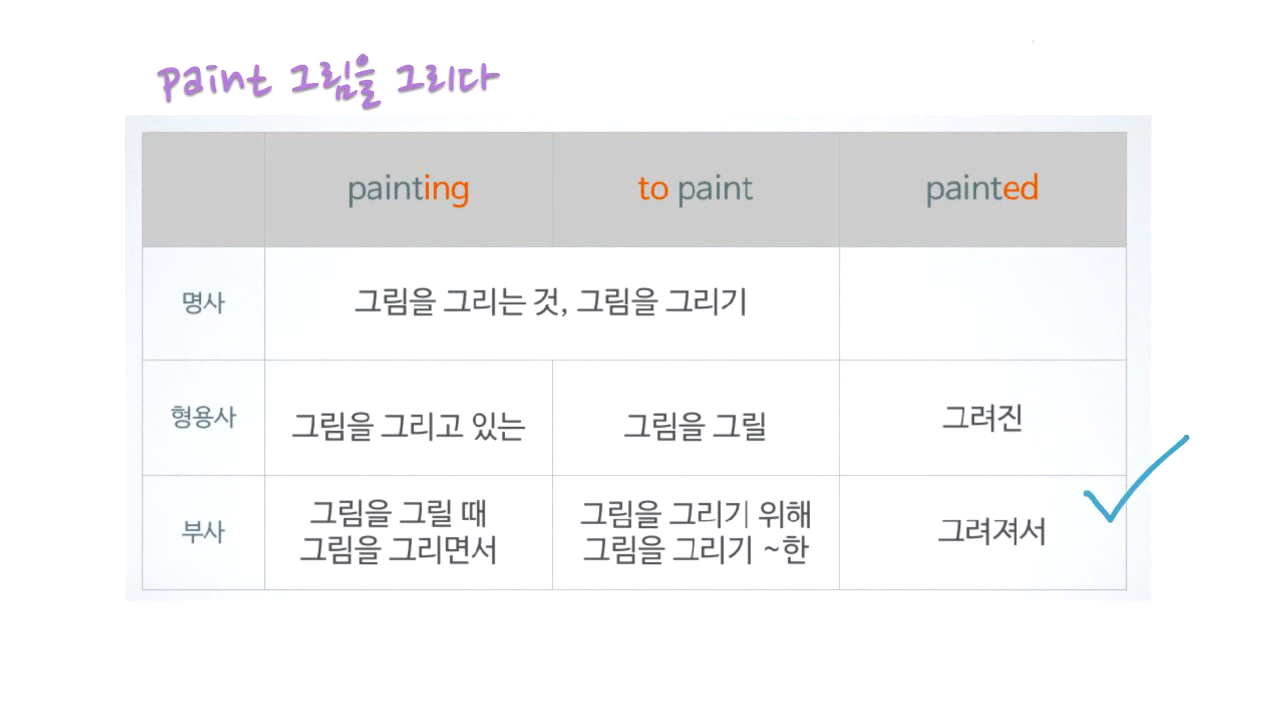 paint 그림을 그리다
painting to paint painted
명사 그림을 그리는 것, 그림을 그리기
형용사 그림을 그리고 있는 그림을 그릴 그려진
부사 그림을 그릴 때 그림을 그리기 위해 그려져서
그림을 그리면서 그림을 그리기 ~한